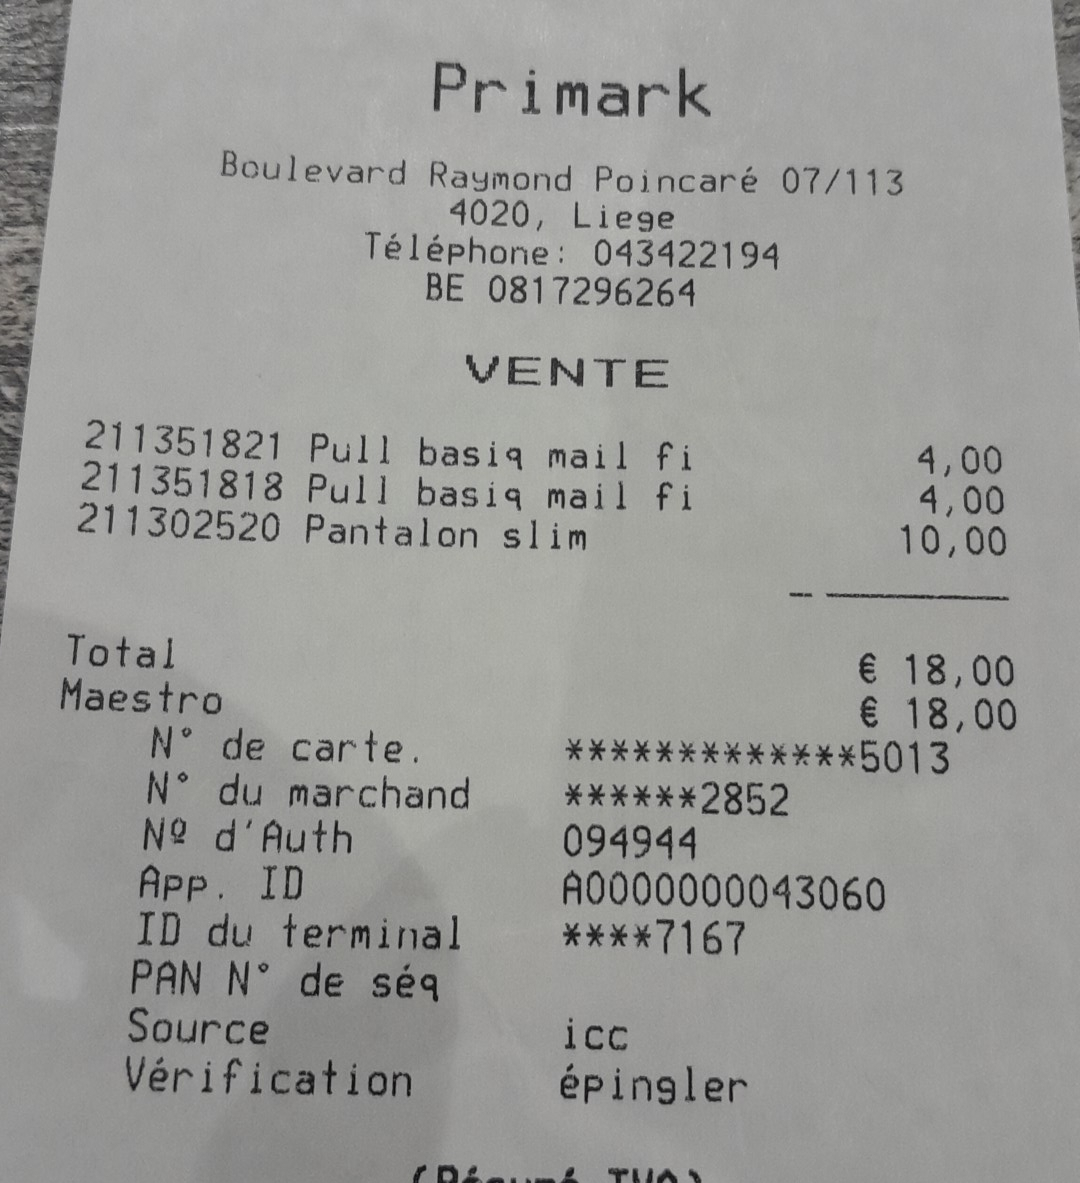 Primark
Boulevard Raymond Poincaré 07/113
4020, Liege
Téléphone: 043422194
BE 0817296264
VENTE
211351821 Pull basiq mail fi 4,00
211351818 Pull basiq mail fi 4,00
211302520 Pantalon slim 10,00
Total € 18,00
Maestro € 18,00
N° de carte. *************5013
N° du marchand ******2852
Nº d'Auth 094944
App. ID A0000000043060
ID du terminal ****7167
PAN N° de séq
Source icc
Vérification épingler
(Résumé TVA)